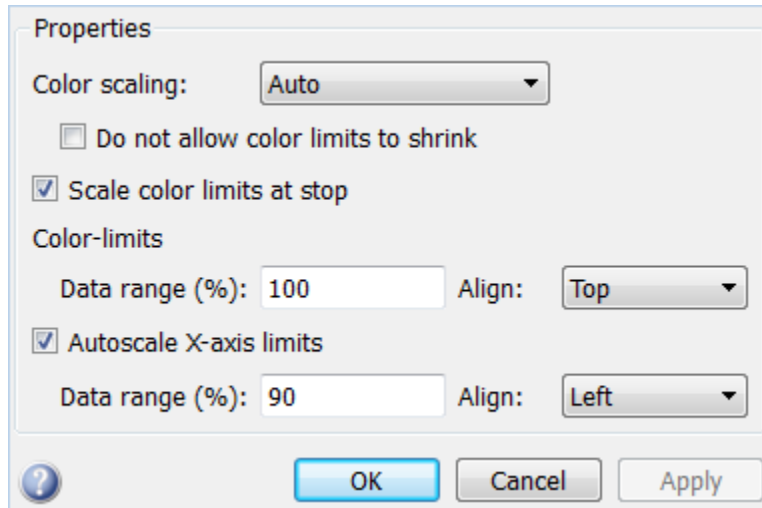 Properties
Color scaling: Auto
Do not allow color limits to shrink
Scale color limits at stop
Color-limits
Data range (%): 100 Align: Top
Autoscale X-axis limits
Data range (%): 90 Align: Left
? OK Cancel Apply